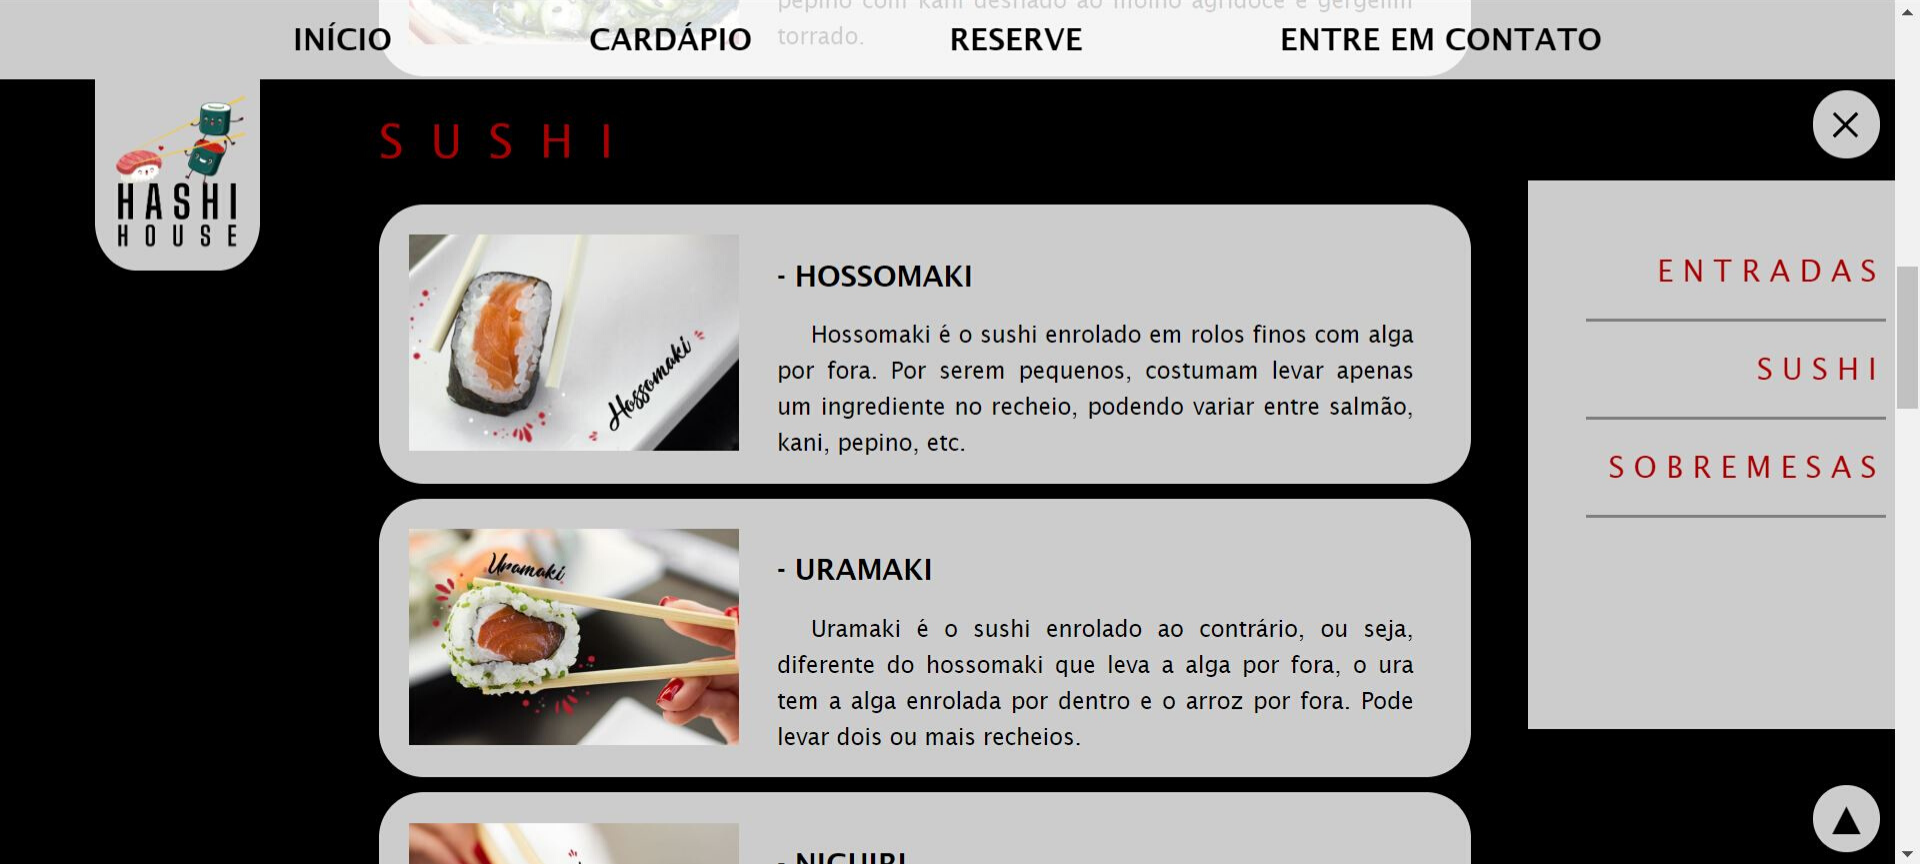 pepino com kani desfiado ao molho agridoce e gergelim
torrado.
INÍCIO CARDÁPIO RESERVE ENTRE EM CONTATO
HASHI
HOUSE
SUSHI
Hossomaki
- HOSSOMAKI
Hossomaki é o sushi enrolado em rolos finos com alga
por fora. Por serem pequenos, costumam levar apenas
um ingrediente no recheio, podendo variar entre salmão,
kani, pepino, etc.
Uramaki
- URAMAKI
Uramaki é o sushi enrolado ao contrário, ou seja,
diferente do hossomaki que leva a alga por fora, o ura
tem a alga enrolada por dentro e o arroz por fora. Pode
levar dois ou mais recheios.
- NIGUIRI
ENTRADAS
SUSHI
SOBREMESAS